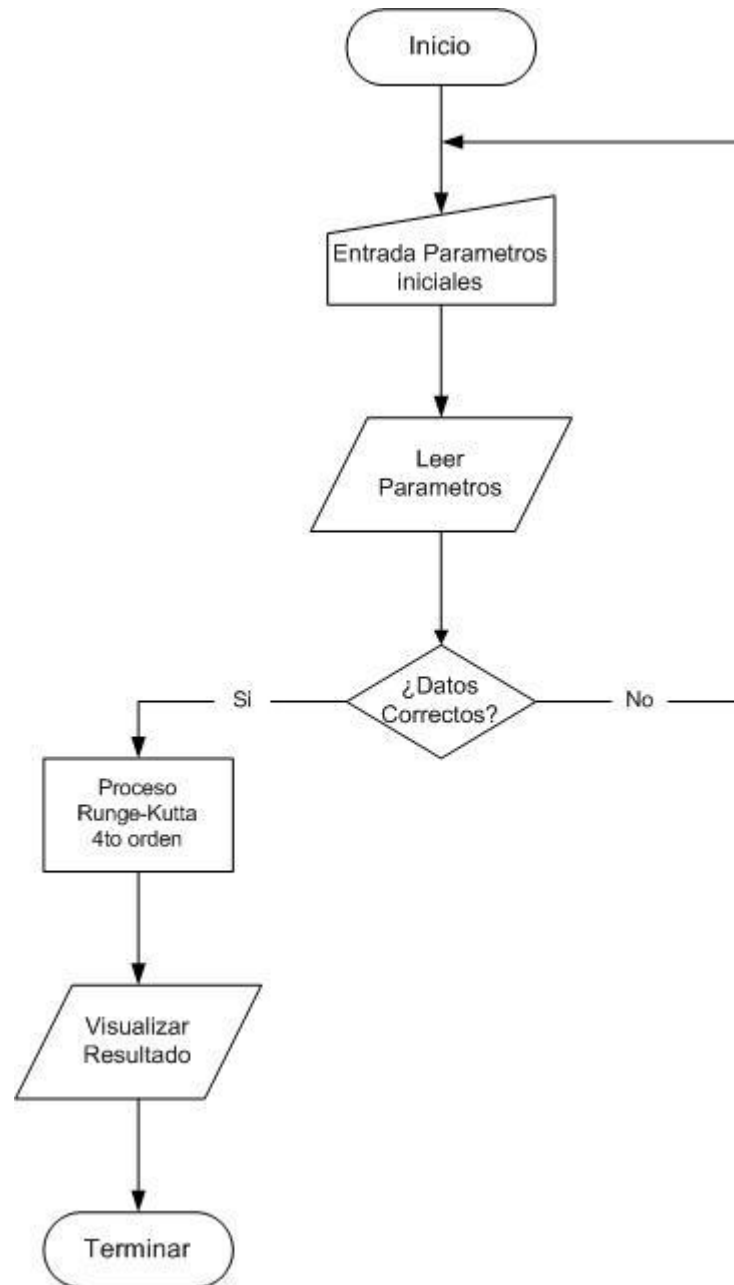 Inicio
Entrada Parametros
iniciales
Leer
Parametros
¿Datos
Correctos?
Si
No
Proceso
Runge-Kutta
4to orden
Visualizar
Resultado
Terminar